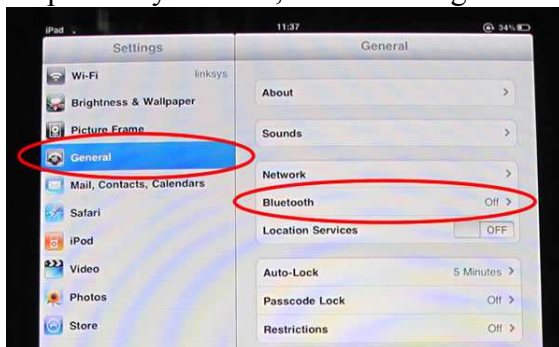 iPad
11:37
34%
Settings
General
Wi-Fi linksys
Brightness & Wallpaper
Picture Frame
General
Mail, Contacts, Calendars
Safari
iPod
Video
Photos
Store
About
Sounds
Network
Bluetooth Off
Location Services OFF
Auto-Lock 5 Minutes
Passcode Lock Off
Restrictions Off